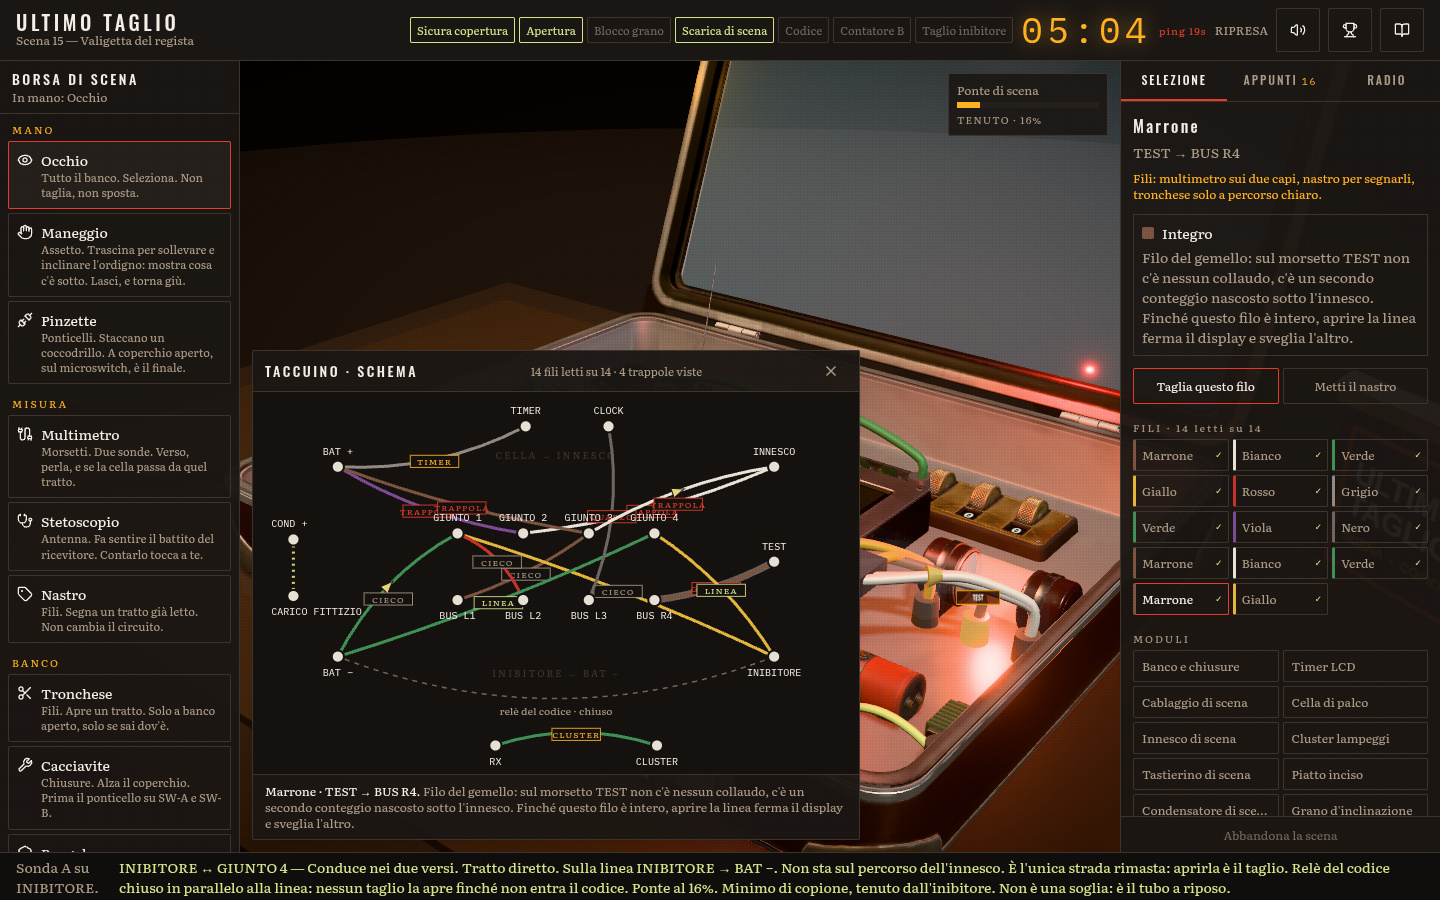 ULTIMO TAGLIO
Scena 15 — Valigetta del regista
Sicura copertura
Apertura
Blocco grano
Scarica di scena
Codice
Contatore B
Taglio inibitore
05:04
ping 19s
RIPRESA
BORSA DI SCENA
In mano: Occhio
MANO
Occhio
Tutto il banco. Seleziona. Non
taglia, non sposta.
Maneggio
Assetto. Trascina per sollevare e
inclinare l'ordigno: mostra cosa
c'è sotto. Lasci, e torna giù.
Pinzette
Ponticelli. Staccano un
coccodrillo. A coperchio aperto,
sul microswitch, è il finale.
MISURA
Multimetro
Morsetti. Due sonde. Verso,
perla, e se la cella passa da quel
tratto.
Stetoscopio
Antenna. Fa sentire il battito del
ricevitore. Contarlo tocca a te.
Nastro
Fili. Segna un tratto già letto.
Non cambia il circuito.
BANCO
Tronchese
Fili. Apre un tratto. Solo a banco
aperto, solo se sai dov'è.
Cacciavite
Chiusure. Alza il coperchio.
Prima il ponticello su SW-A e SW-
B.
Ponte di scena
TENUTO · 16%
TEST
TACCUINO · SCHEMA
14 fili letti su 14 · 4 trappole viste
TIMER
CLOCK
BAT +
TIMER
CELLA → INNESCO
INNESCO
TRAPPOLA
TRAPPOLA
GIUNTO 1
GIUNTO 2
GIUNTO 3
GIUNTO 4
COND +
TEST
CIECO
CIECO
CIECO
CIECO
LINEA
LINEA
CARICO FITTIZIO
BUS L1
BUS L2
BUS L3
BUS R4
BAT −
INIBITORE → BAT −
INIBITORE
relè del codice · chiuso
CLUSTER
RX
CLUSTER
Marrone · TEST → BUS R4. Filo del gemello: sul morsetto TEST non c'è nessun collaudo, c'è un
secondo conteggio nascosto sotto l'innesco. Finché questo filo è intero, aprire la linea ferma il display
e sveglia l'altro.
SELEZIONE
APPUNTI 16
RADIO
Marrone
TEST → BUS R4
Fili: multimetro sui due capi, nastro per segnarli,
tronchese solo a percorso chiaro.
Integro
Filo del gemello: sul morsetto TEST non
c'è nessun collaudo, c'è un secondo
conteggio nascosto sotto l'innesco.
Finché questo filo è intero, aprire la linea
ferma il display e sveglia l'altro.
Taglia questo filo
Metti il nastro
FILI · 14 letti su 14
Marrone ✓
Bianco ✓
Verde ✓
Giallo ✓
Rosso ✓
Grigio ✓
Verde ✓
Viola ✓
Nero ✓
Marrone ✓
Bianco ✓
Verde ✓
Marrone ✓
Giallo ✓
MODULI
Banco e chiusure
Timer LCD
Cablaggio di scena
Cella di palco
Innesco di scena
Cluster lampeggi
Tastierino di scena
Piatto inciso
Condensatore di sce...
Grano d'inclinazione
Abbandona la scena
Sonda A su
INIBITORE.
INIBITORE ↔ GIUNTO 4 — Conduce nei due versi. Tratto diretto. Sulla linea INIBITORE → BAT −. Non sta sul percorso dell'innesco. È l'unica strada rimasta: aprirla è il taglio. Relè del codice
chiuso in parallelo alla linea: nessun taglio la apre finché non entra il codice. Ponte al 16%. Minimo di copione, tenuto dall'inibitore. Non è una soglia: è il tubo a riposo.